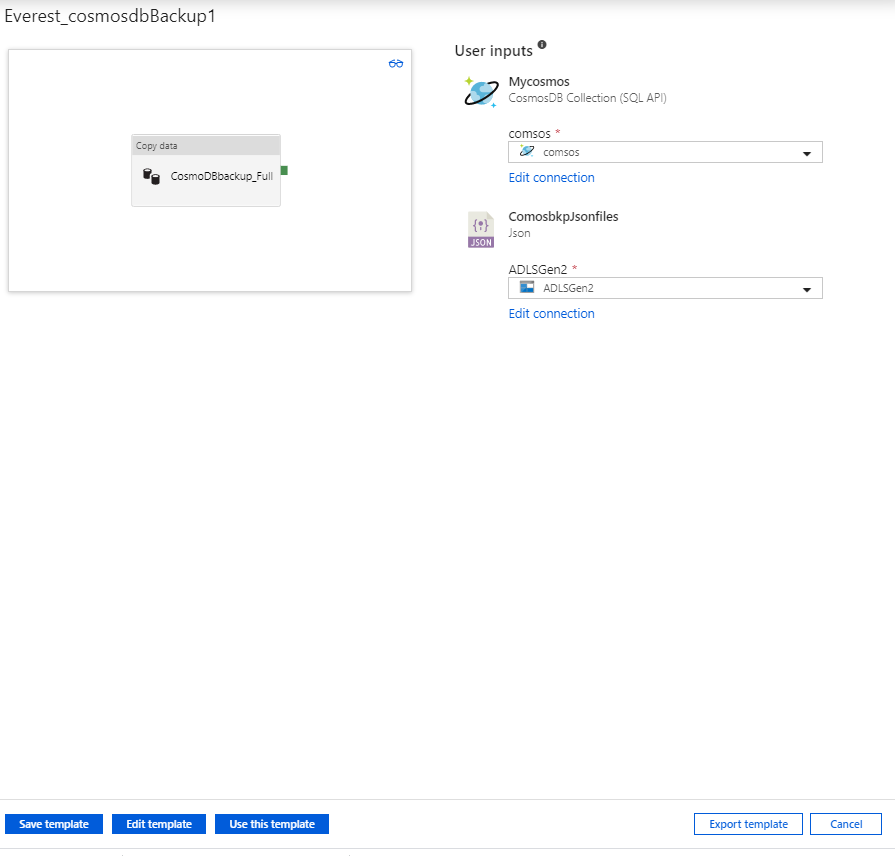 Everest_cosmosdbBackup1
Copy data
CosmoDBbackup_Full
User inputs
Mycosmos
CosmosDB Collection (SQL API)
comsos *
comsos
Edit connection
ComosbkpJsonfiles
Json
JSON
ADLSGen2 *
ADLSGen2
Edit connection
Save template
Edit template
Use this template
Export template
Cancel